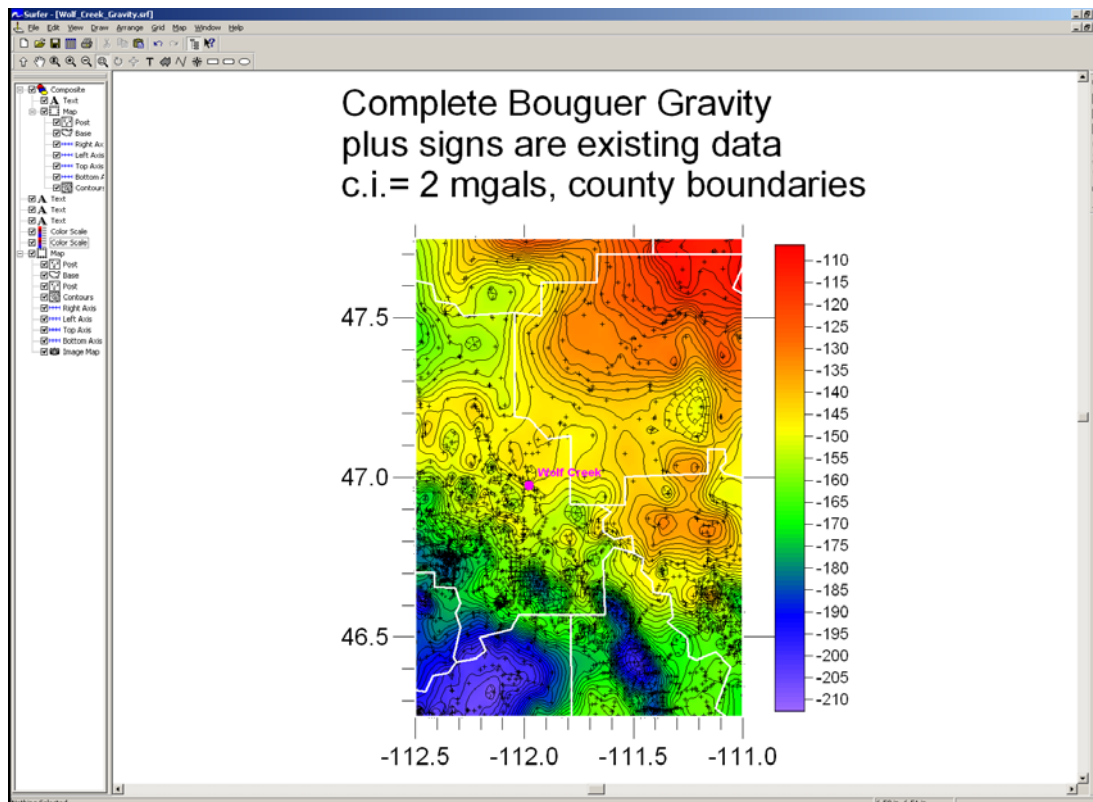 Surfer - [Wolf_Creek_Gravity.srf]
File Edit View Draw Arrange Grid Map Window Help
Composite
Text
Map
Post
Base
Right Ax
Left Axis
Top Axis
Bottom A
Contours
Text
Text
Text
Color Scale
Color Scale
Map
Post
Base
Post
Contours
Right Axis
Left Axis
Top Axis
Bottom Axis
Image Map
Complete Bouguer Gravity
plus signs are existing data
c.i.= 2 mgals, county boundaries
47.5
47.0
46.5
Wolf Creek
-112.5 -112.0 -111.5 -111.0
-110
-115
-120
-125
-130
-135
-140
-145
-150
-155
-160
-165
-170
-175
-180
-185
-190
-195
-200
-205
-210